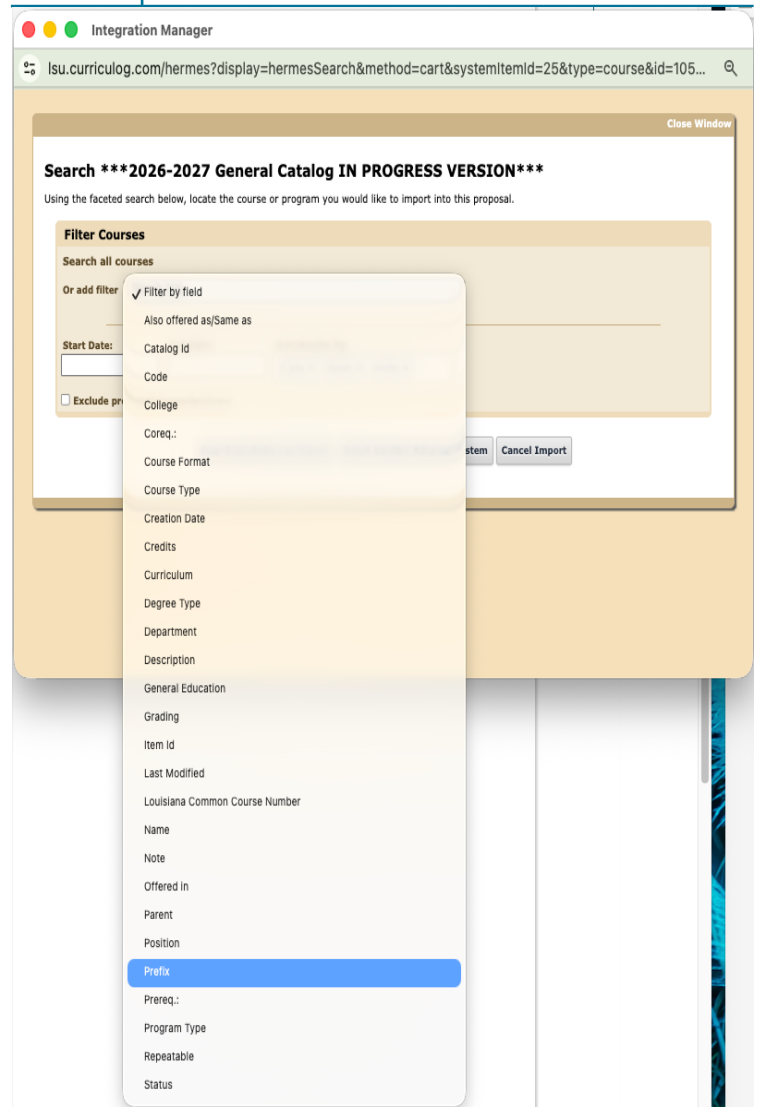 Integration Manager
lsu.curriculog.com/hermes?display=hermesSearch&method=cart&systemItemId=25&type=course&id=105...
Close Window
Search ***2026-2027 General Catalog IN PROGRESS VERSION***
Using the faceted search below, locate the course or program you would like to import into this proposal.
Filter Courses
Search all courses
Or add filter
✓ Filter by field
Also offered as/Same as
Start Date:
Catalog Id
Code
Exclude pr
College
Coreq.:
stem Cancel Import
Course Format
Course Type
Creation Date
Credits
Curriculum
Degree Type
Department
Description
General Education
Grading
Item Id
Last Modified
Louisiana Common Course Number
Name
Note
Offered in
Parent
Position
Prefix
Prereq.:
Program Type
Repeatable
Status